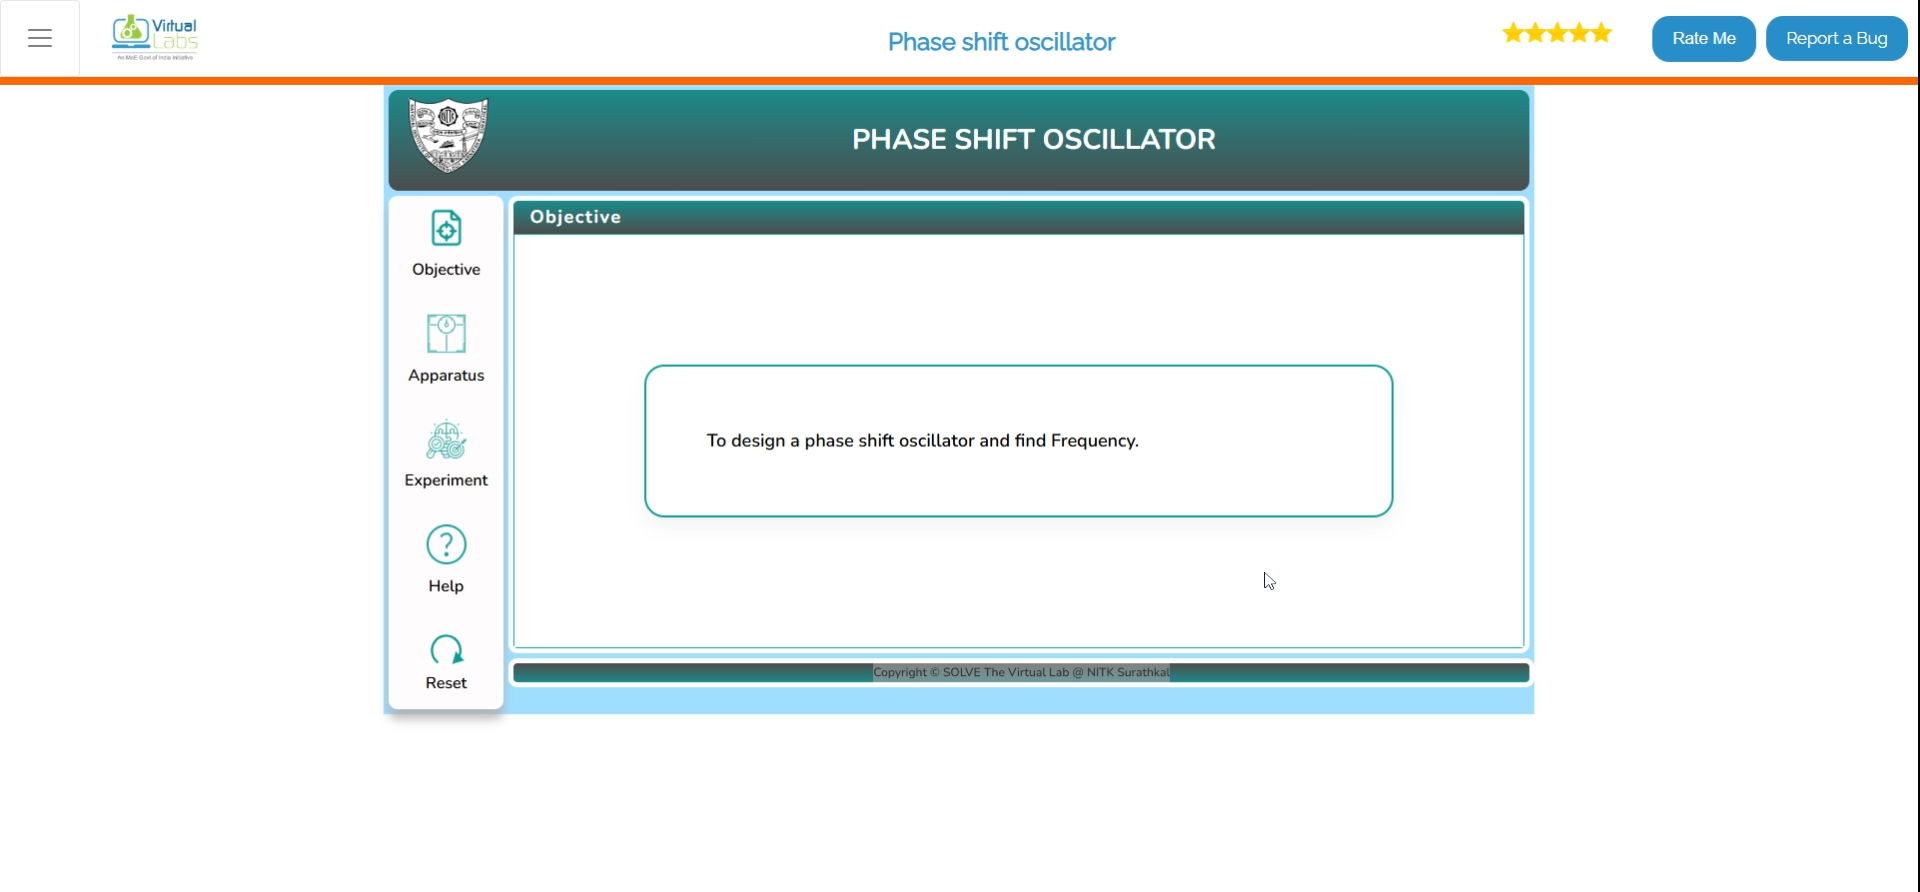 Virtual
Labs
An MoE Govt of India Initiative
Phase shift oscillator
Rate Me
Report a Bug
PHASE SHIFT OSCILLATOR
Objective
Apparatus
Experiment
Help
Reset
Objective
To design a phase shift oscillator and find Frequency.
Copyright © SOLVE The Virtual Lab @ NITK Surathkal